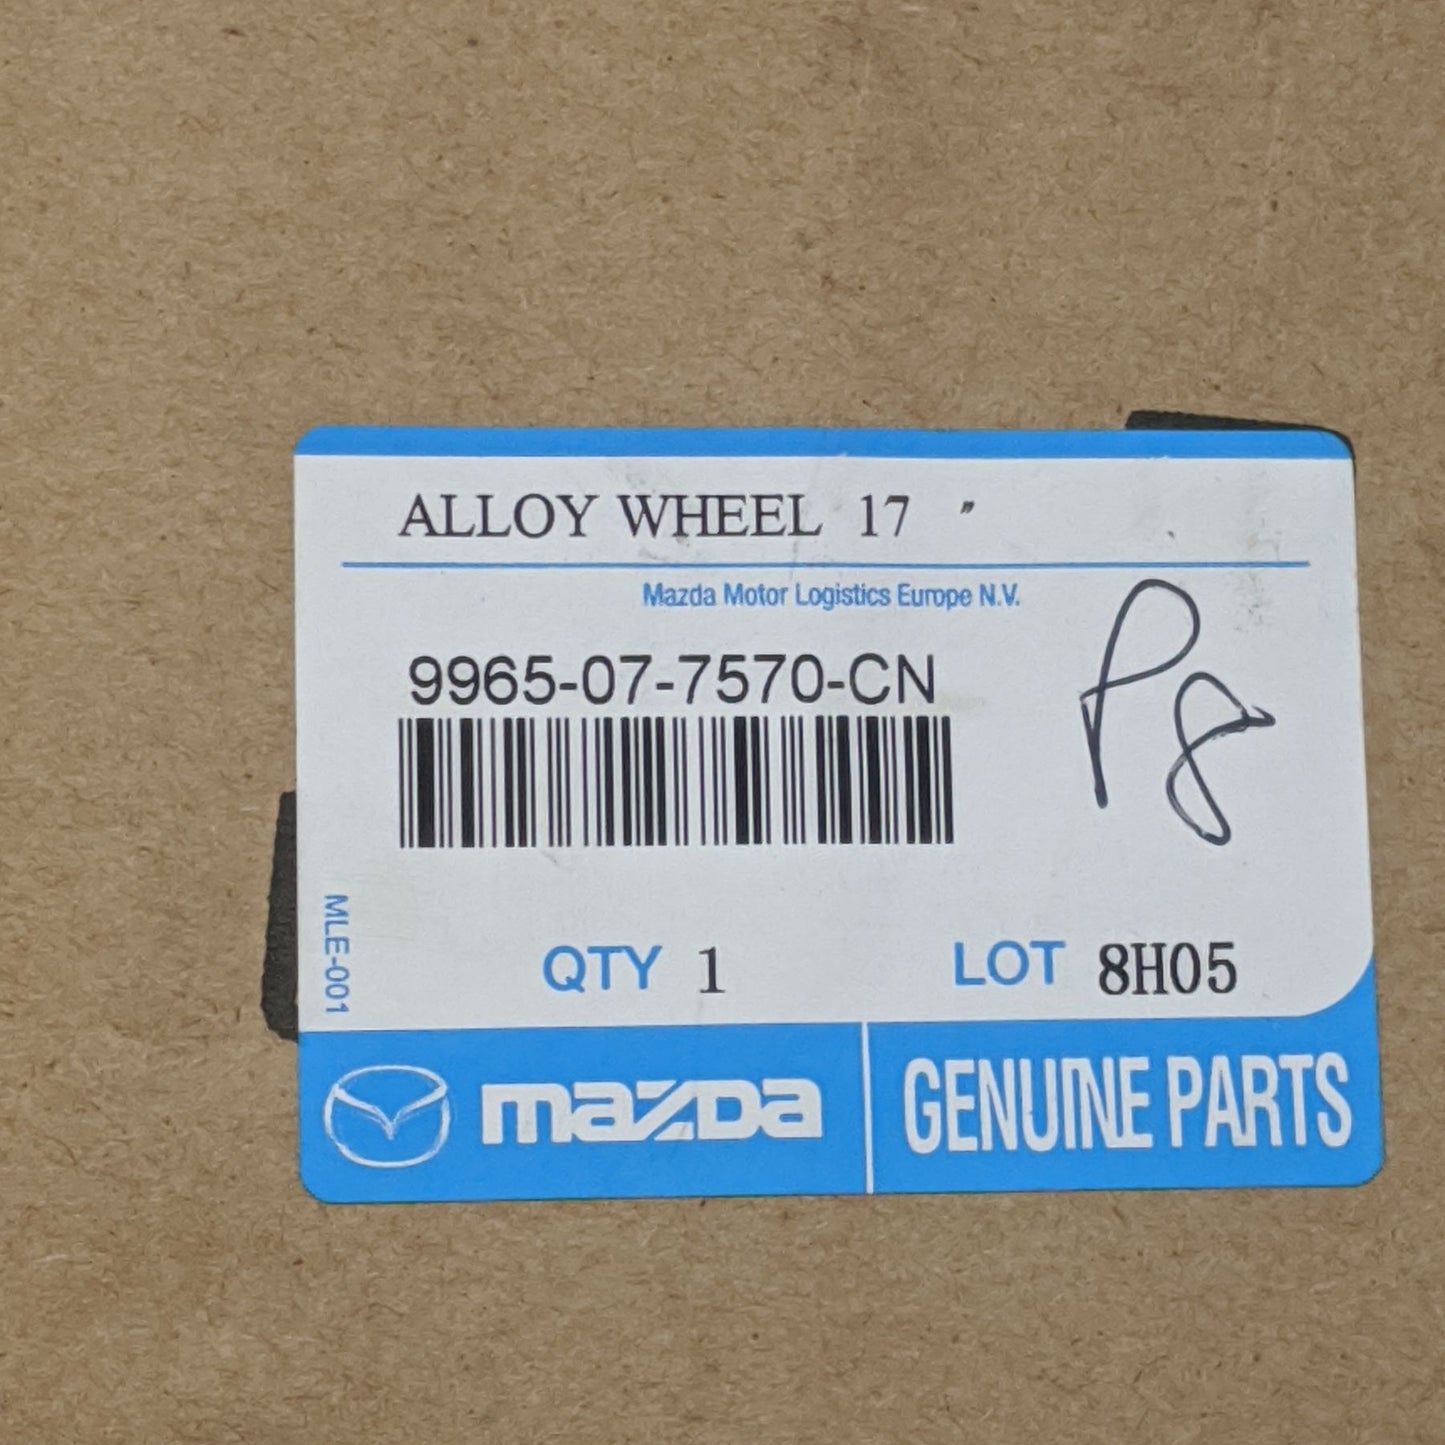 ALLOY WHEEL 17 "
Mazda Motor Logistics Europe N.V.
9965-07-7570-CN
P8
MLE-001
QTY 1 LOT 8H05
mazda GENUINE PARTS